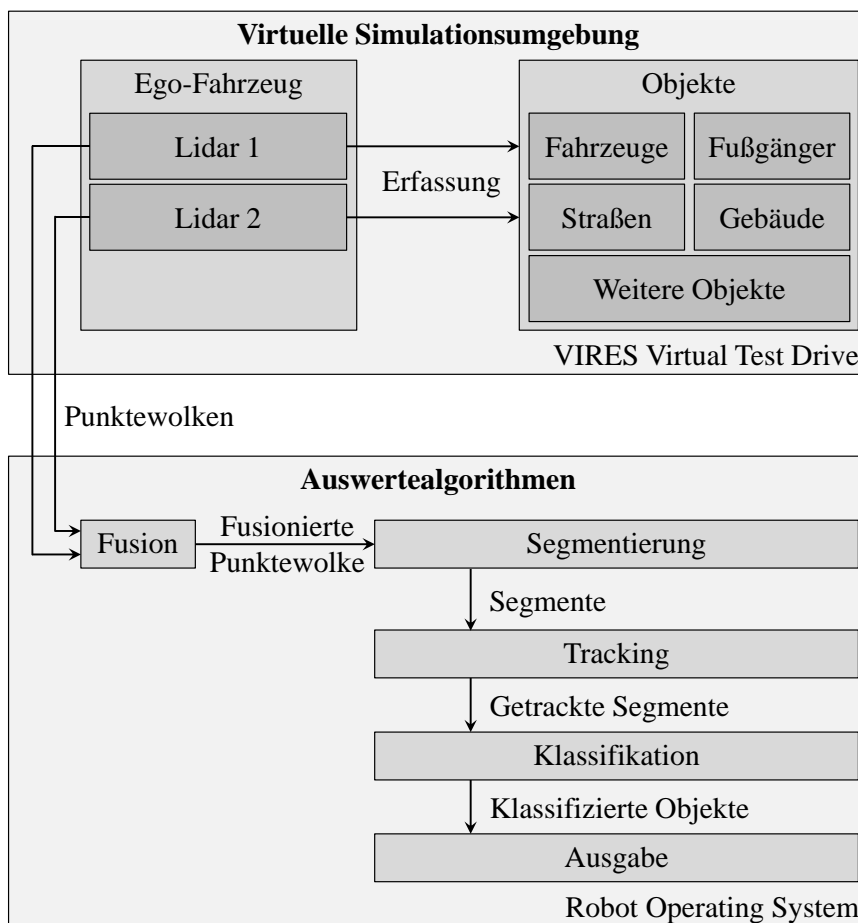 Virtuelle Simulationsumgebung
Ego-Fahrzeug
Objekte
Lidar 1
Fahrzeuge
Fußgänger
Erfassung
Lidar 2
Straßen
Gebäude
Weitere Objekte
VIRES Virtual Test Drive
Punktewolken
Auswertealgorithmen
Fusion
Fusionierte
Punktewolke
Segmentierung
Segmente
Tracking
Getrackte Segmente
Klassifikation
Klassifizierte Objekte
Ausgabe
Robot Operating System